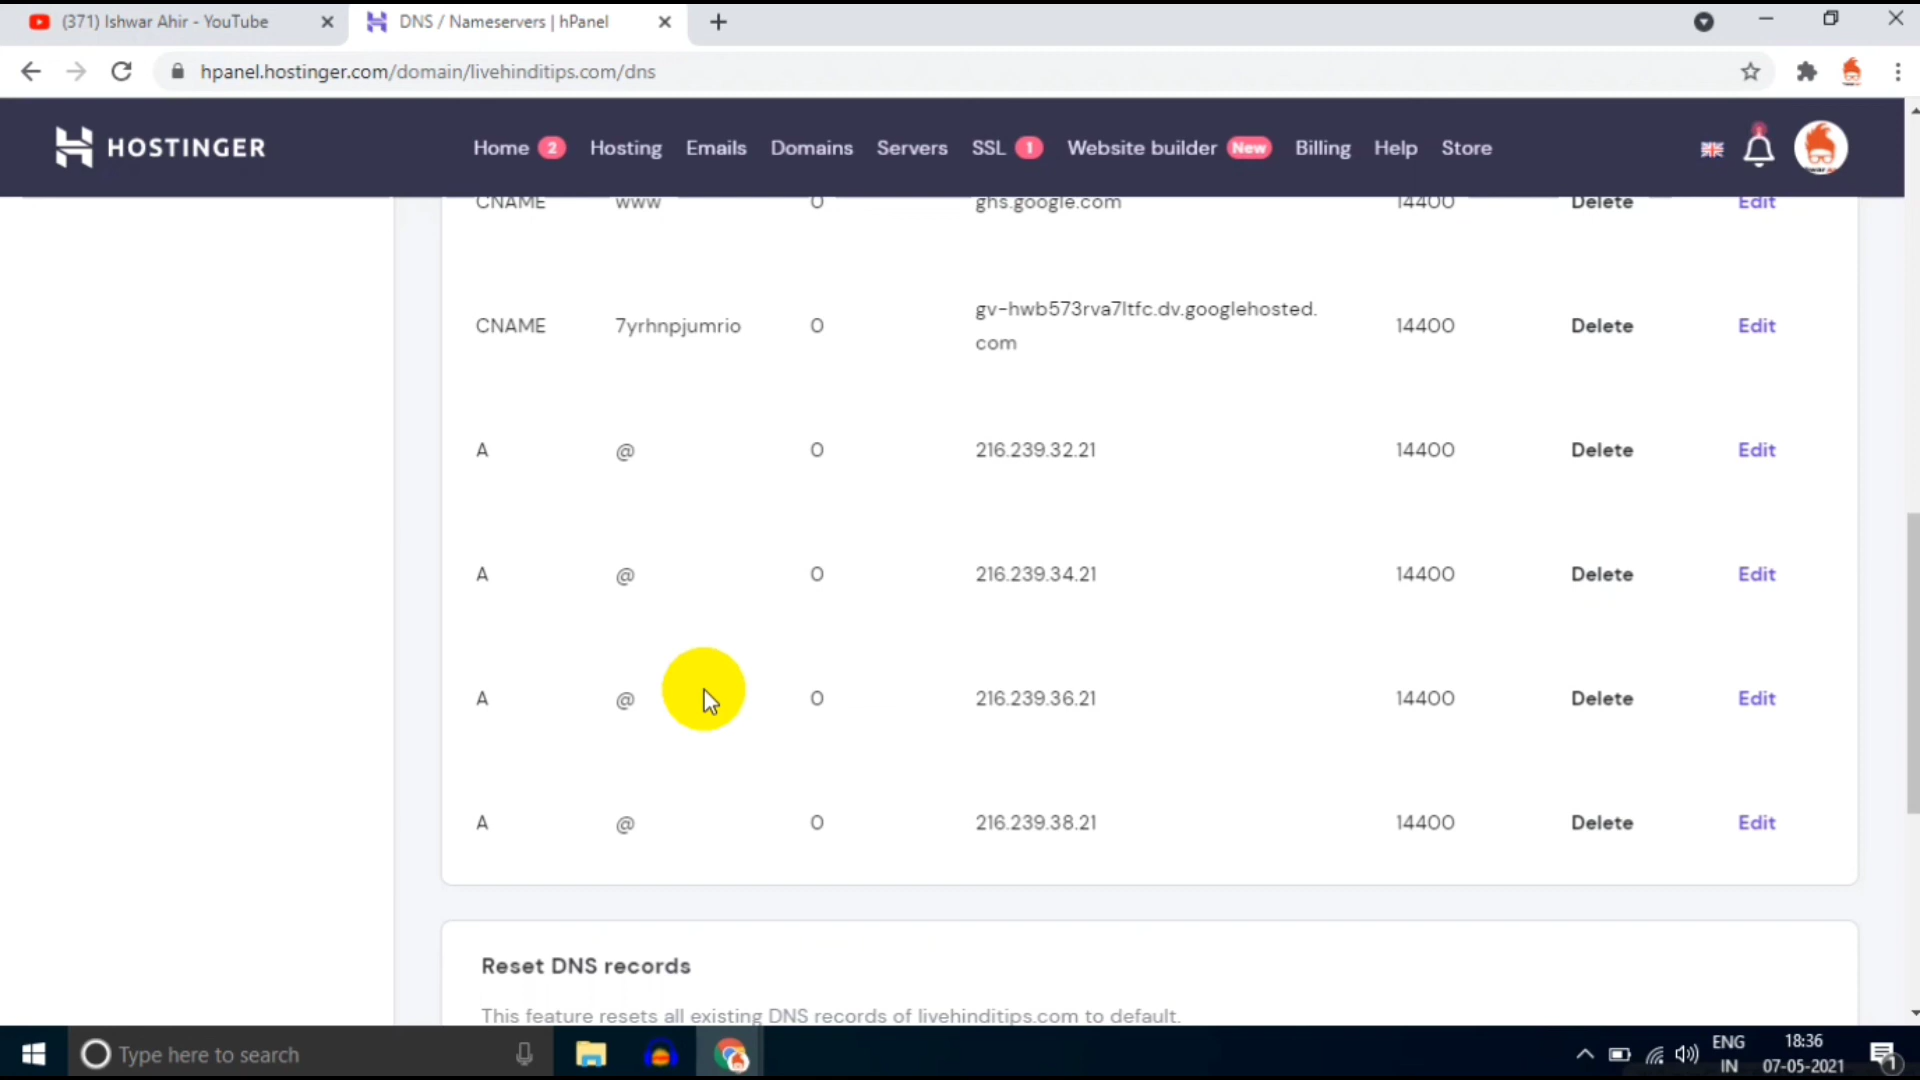 (371) Ishwar Ahir - YouTube
DNS / Nameservers | hPanel
hpanel.hostinger.com/domain/livehinditips.com/dns
HOSTINGER
Home 2 Hosting Emails Domains Servers SSL 1 Website builder New Billing Help Store
CNAME www 0 ghs.google.com 14400 Delete Edit
CNAME 7yrhnpjumrio 0 gv-hwb573rva7ltfc.dv.googlehosted. 14400 Delete Edit
com
A @ 0 216.239.32.21 14400 Delete Edit
A @ 0 216.239.34.21 14400 Delete Edit
A @ 0 216.239.36.21 14400 Delete Edit
A @ 0 216.239.38.21 14400 Delete Edit
Reset DNS records
This feature resets all existing DNS records of livehinditips.com to default.
Type here to search
ENG
IN
18:36
07-05-2021
1